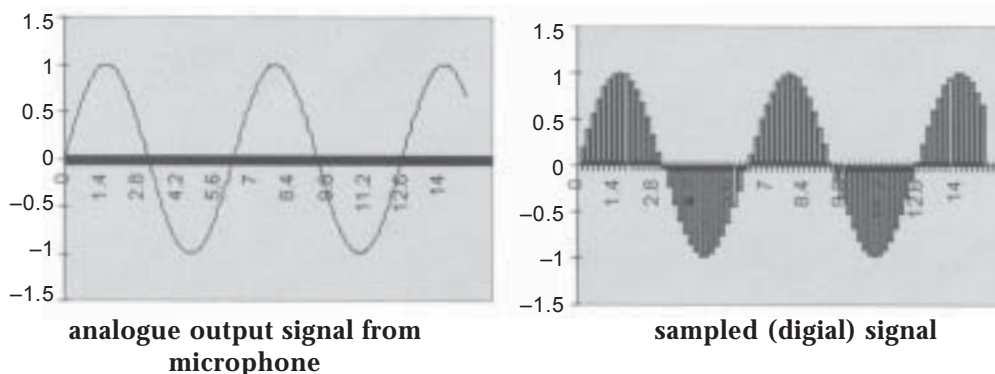 1.5
1
0.5
0
0 1.4 2.8 4.2 5.6 7 8.4 9.8 11.2 12.6 14
−0.5
−1
−1.5
analogue output signal from
microphone
1.5
1
0.5
0
0 1.4 2.8 7 8.4 12.6 14
−0.5
−1
−1.5
sampled (digial) signal